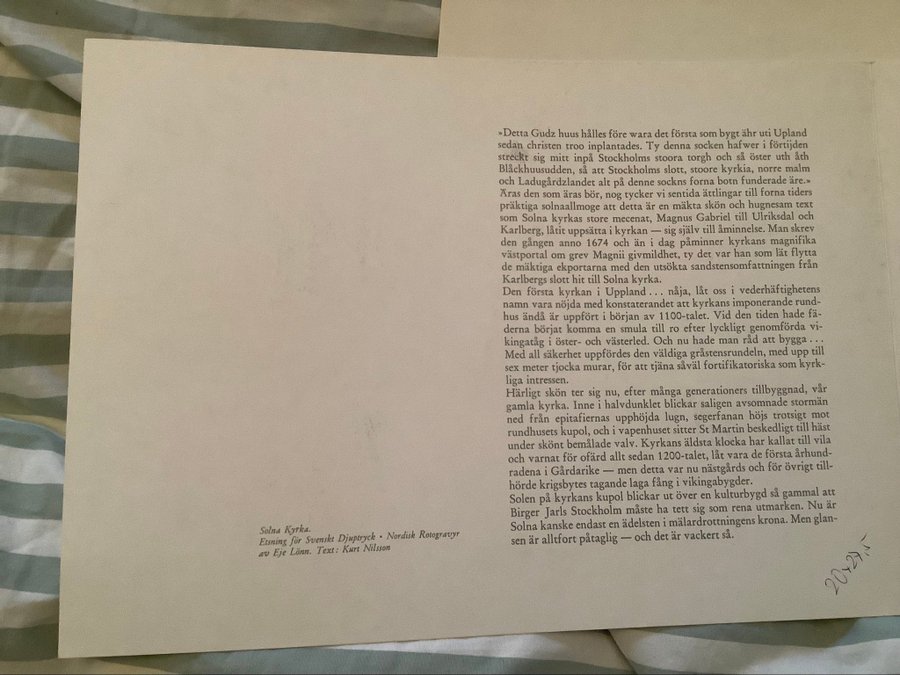 »Detta Gudz huus hålles före wara det första som bygt ähr uti Upland
sedan christen troo inplantades. Ty denna socken hafwer i förtijden
streckt sig mitt inpå Stockholms stoora torgh och så öster uth åth
Blåckhuusudden, så att Stockholms slott, stoore kyrkia, norre malm
och Ladugårdzlandet alt på denne sockns forna botn funderade äre.»
Äras den som äras bör, nog tycker vi sentida ättlingar till forna tiders
präktiga solnaallmoge att detta är en mäkta skön och hugnesam text
som Solna kyrkas store mecenat, Magnus Gabriel till Ulriksdal och
Karlberg, låtit uppsätta i kyrkan — sig själv till åminnelse. Man skrev
den gången anno 1674 och än i dag påminner kyrkans magnifika
västportal om grev Magnii givmildhet, ty det var han som lät flytta
de mäktiga ekportarna med den utsökta sandstensomfattningen från
Karlbergs slott hit till Solna kyrka.
Den första kyrkan i Uppland . . . nåja, låt oss i vederhäftighetens
namn vara nöjda med konstaterandet att kyrkans imponerande rund-
hus ändå är uppfört i början av 1100-talet. Vid den tiden hade fä-
derna börjat komma en smula till ro efter lyckligt genomförda vi-
kingatåg i öster- och västerled. Och nu hade man råd att bygga . . .
Med all säkerhet uppfördes den väldiga gråstensrundeln, med upp till
sex meter tjocka murar, för att tjäna såväl fortifikatoriska som kyrk-
liga intressen.
Härligt skön ter sig nu, efter många generationers tillbyggnad, vår
gamla kyrka. Inne i halvdunklet blickar saligen avsomnade stormän
ned från epitafiernas upphöjda lugn, segerfanan höjs trotsigt mot
rundhusets kupol, och i vapenhuset sitter St Martin beskedligt till häst
under skönt bemålade valv. Kyrkans äldsta klocka har kallat till vila
och varnat för ofärd allt sedan 1200-talet, låt vara de första århund-
radena i Gårdarike — men detta var nu nästgårds och för övrigt till-
hörde krigsbytes tagande laga fång i vikingabygder.
Solen på kyrkans kupol blickar ut över en kulturbygd så gammal att
Birger Jarls Stockholm måste ha tett sig som rena utmarken. Nu är
Solna kanske endast en ädelsten i mälardrottningens krona. Men glan-
sen är alltfort påtaglig — och det är vackert så.
Solna Kyrka.
Etsning för Svenskt Djuptryck • Nordisk Rotogravyr
av Eje Lönn. Text: Kurt Nilsson
20x29,5